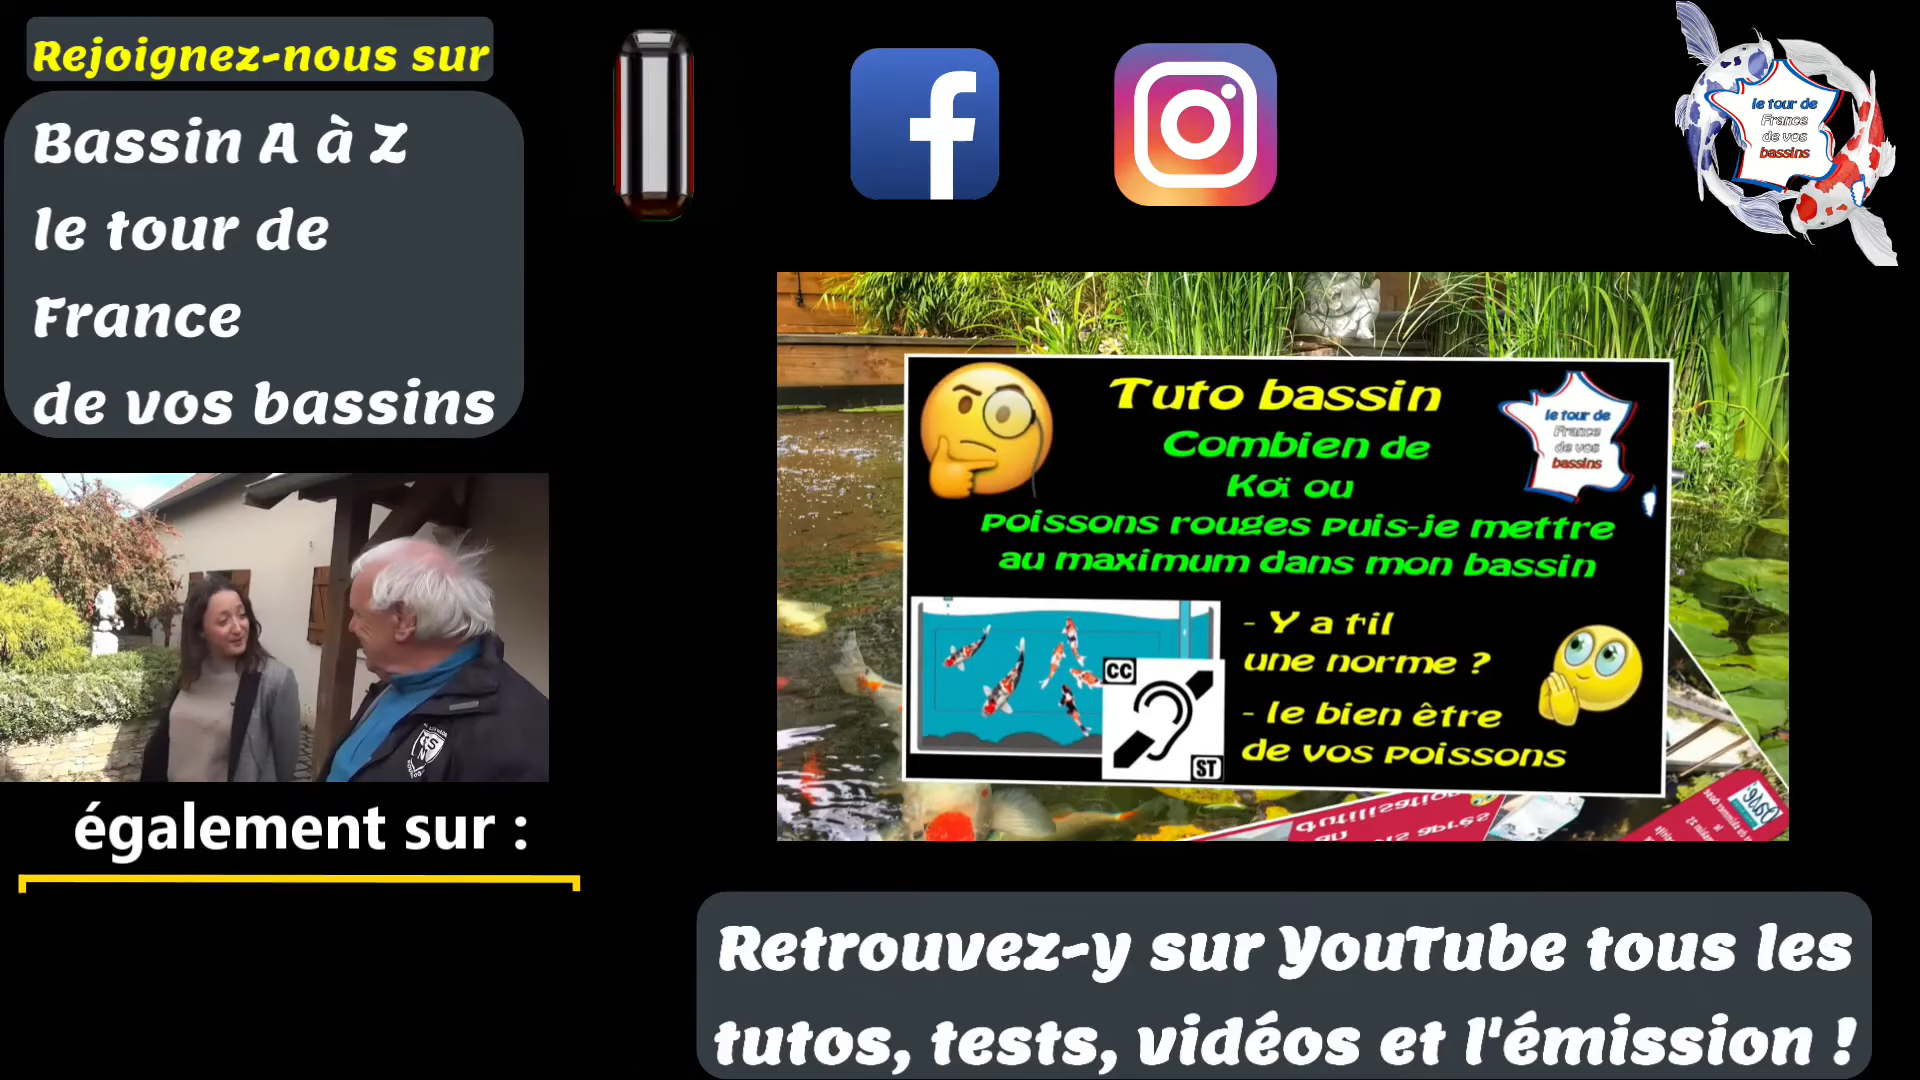 Rejoignez-nous sur
Bassin A à Z
le tour de
France
de vos bassins
le tour de
France
de vos
bassins
Tuto bassin
Combien de
Koï ou
poissons rouges puis-je mettre
au maximum dans mon bassin
le tour de
France
de vos
bassins
- Y a t'il
une norme ?
- le bien être
de vos poissons
CC
ST
également sur :
Retrouvez-y sur YouTube tous les
tutos, tests, vidéos et l'émission !